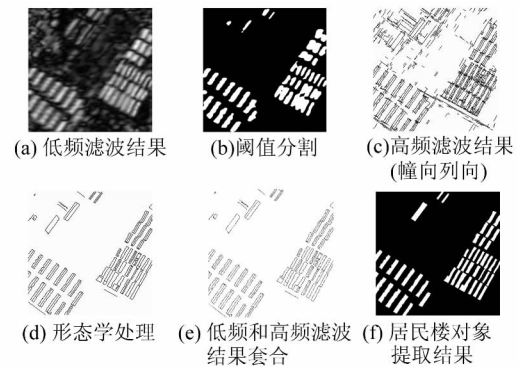 (a) 低频滤波结果
(b)阈值分割
(c)高频滤波结果
(幢向列向)
(d) 形态学处理
(e) 低频和高频滤波
结果套合
(f) 居民楼对象
提取结果